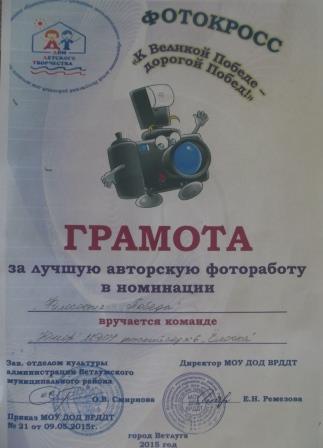 ФОТОКРОСС
«К Великой Победе –
дорогой Побед!»
ДОМ
ДЕТСКОГО
ТВОРЧЕСТВА
ГРАМОТА
за лучшую авторскую фотоработу
в номинации
Победа"
вручается команде
Зав. отделом культуры
администрации Ветлужского
муниципального района
О.В. Смирнова
Директор МОУ ДОД ВРДДТ
Е.Н. Ремезова
Приказ МОУ ДОД ВРДДТ
№ 21 от 09.05.2015г.
город Ветлуга
2015 год